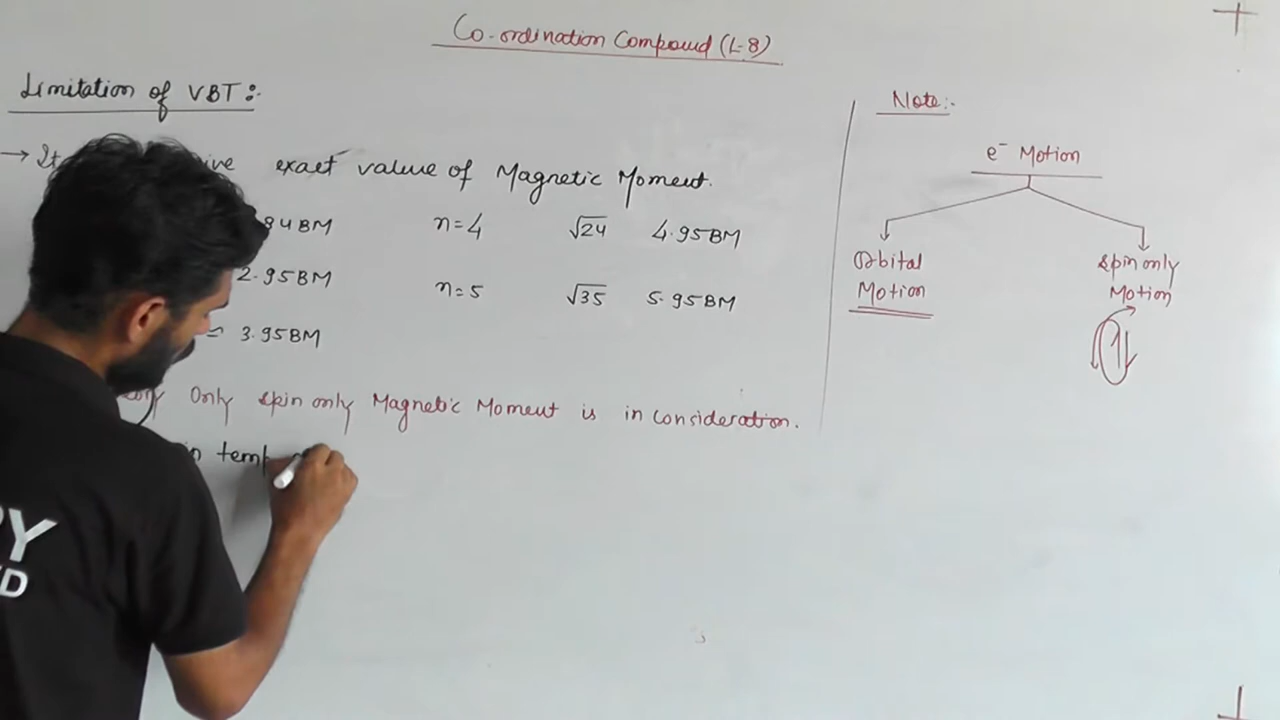 Co-ordination Compound (L-8)
Limitation of VBT :-
→ It exact value of Magnetic Moment.
84 BM n=4 √24 4.95 BM
2.95 BM n=5 √35 5.95 BM
= 3.95 BM
Only spin only Magnetic Moment is in consideration.
in temp
Note:-
e⁻ Motion
Orbital Motion
Spin only Motion
PY
D